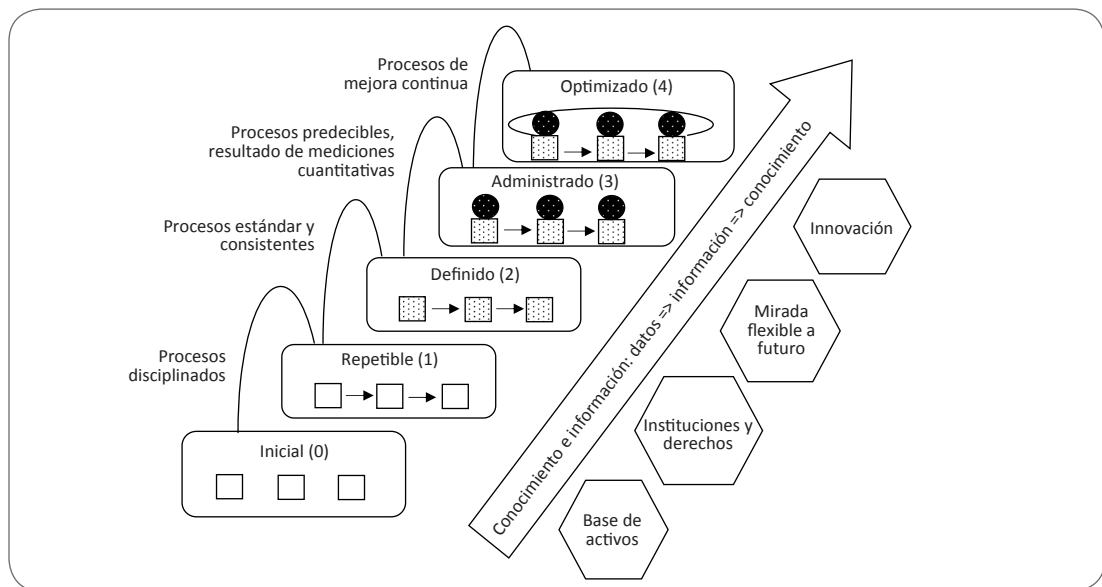 Procesos de
mejora continua
Optimizado (4)
Procesos predecibles,
resultado de mediciones
cuantitativas
Administrado (3)
Procesos estándar y
consistentes
Definido (2)
Procesos
disciplinados
Repetible (1)
Inicial (0)
Conocimiento e información: datos => información => conocimiento
Innovación
Mirada
flexible a
futuro
Instituciones y
derechos
Base de
activos